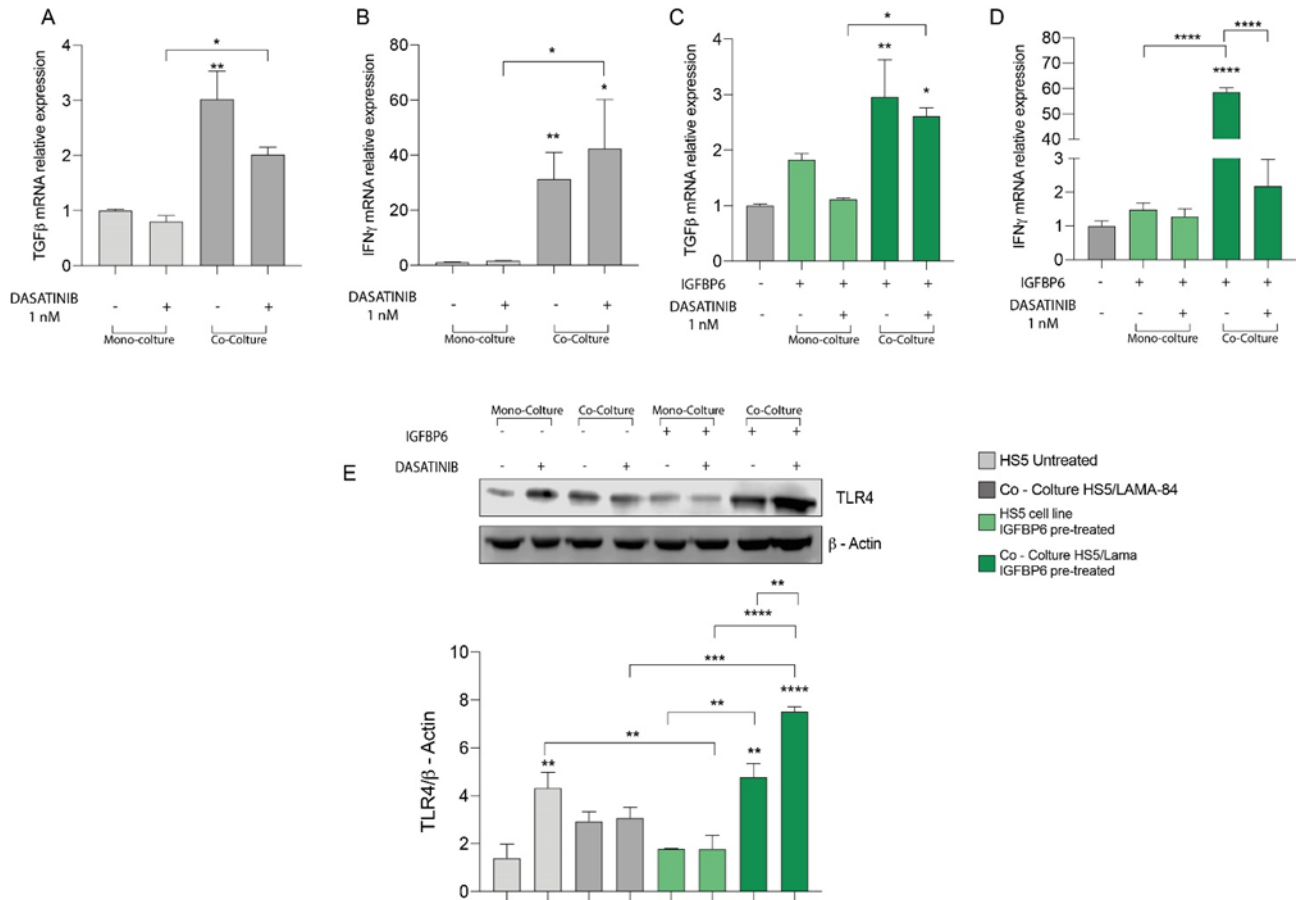 A
TGFβ mRNA relative expression
4
3
2
1
0
*
**
DASATINIB
1 nM
- + - +
Mono-colture
Co-Colture
B
IFNγ mRNA relative expression
80
60
40
20
0
*
**
*
DASATINIB
1 nM
- + - +
Mono-colture
Co-Colture
C
TGFβ mRNA relative expression
4
3
2
1
0
*
**
*
IGFBP6
- + + + +
DASATINIB
1 nM
- - + - +
Mono-colture
Co-Colture
D
IFNγ mRNA relative expression
80
70
60
50
40
3
2
1
0
****
****
****
IGFBP6
- + + + +
DASATINIB
1 nM
- - + - +
Mono-colture
Co-Colture
E
Mono-Colture Co-Colture Mono-Colture Co-Colture
IGFBP6 - - - - + + + +
DASATINIB - + - + - + - +
TLR4
β - Actin
HS5 Untreated
Co - Colture HS5/LAMA-84
HS5 cell line
IGFBP6 pre-treated
Co - Colture HS5/Lama
IGFBP6 pre-treated
TLR4/β - Actin
10
8
6
4
2
0
**
****
***
****
**
**
**
**